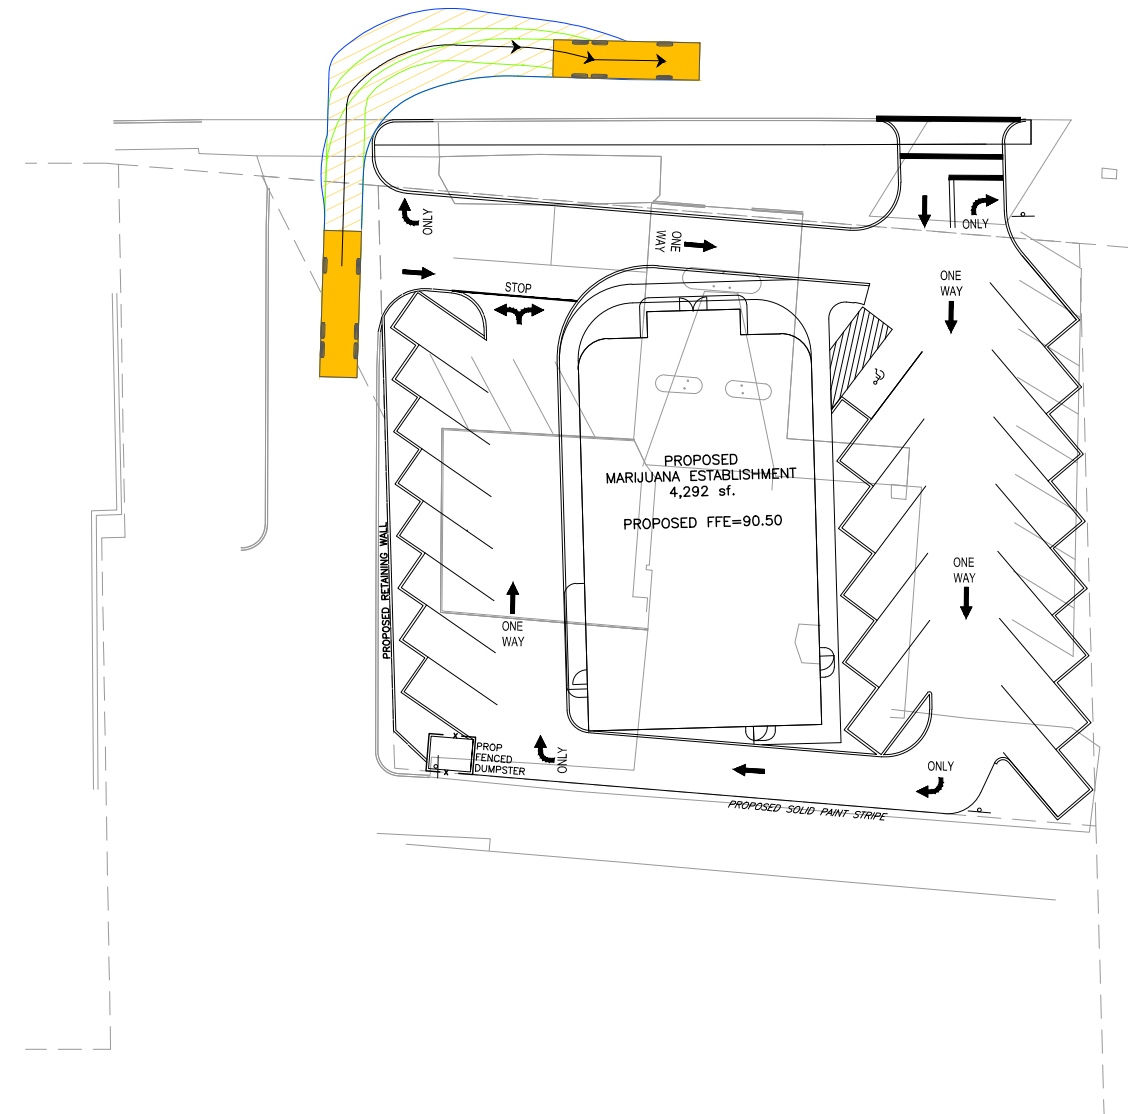 ONLY
ONLY
ONE
WAY
STOP
ONE
WAY
PROPOSED
MARIJUANA ESTABLISHMENT
4,292 sf.
PROPOSED FFE=90.50
PROPOSED RETAINING WALL
ONE
WAY
ONE
WAY
PROP
FENCED
DUMPSTER
ONLY
ONLY
PROPOSED SOLID PAINT STRIPE